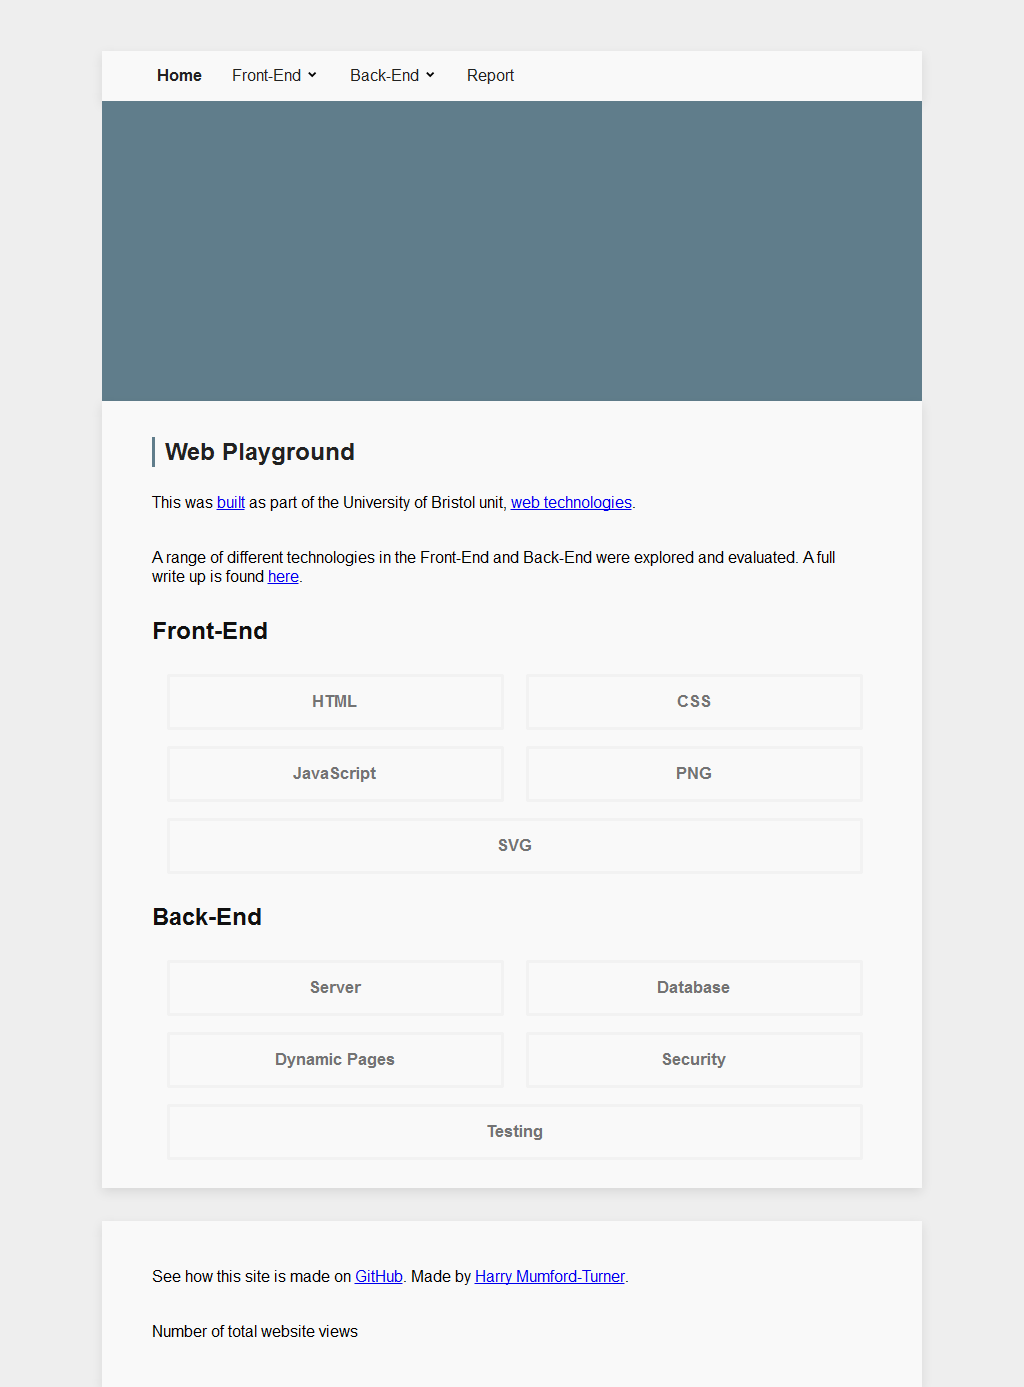 Home Front-End Back-End Report
Web Playground
This was built as part of the University of Bristol unit, web technologies.
A range of different technologies in the Front-End and Back-End were explored and evaluated. A full
write up is found here.
Front-End
HTML CSS
JavaScript PNG
SVG
Back-End
Server Database
Dynamic Pages Security
Testing
See how this site is made on GitHub. Made by Harry Mumford-Turner.
Number of total website views